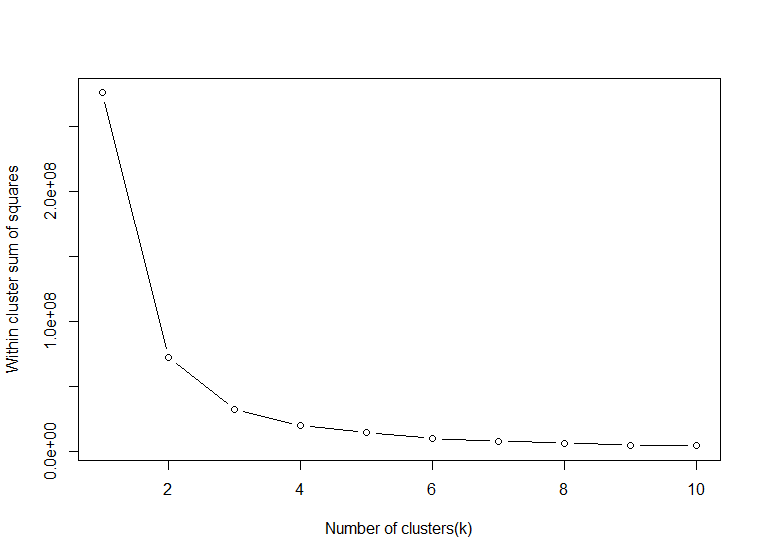 Within cluster sum of squares
2.0e+08
1.0e+08
0.0e+00
2 4 6 8 10
Number of clusters(k)